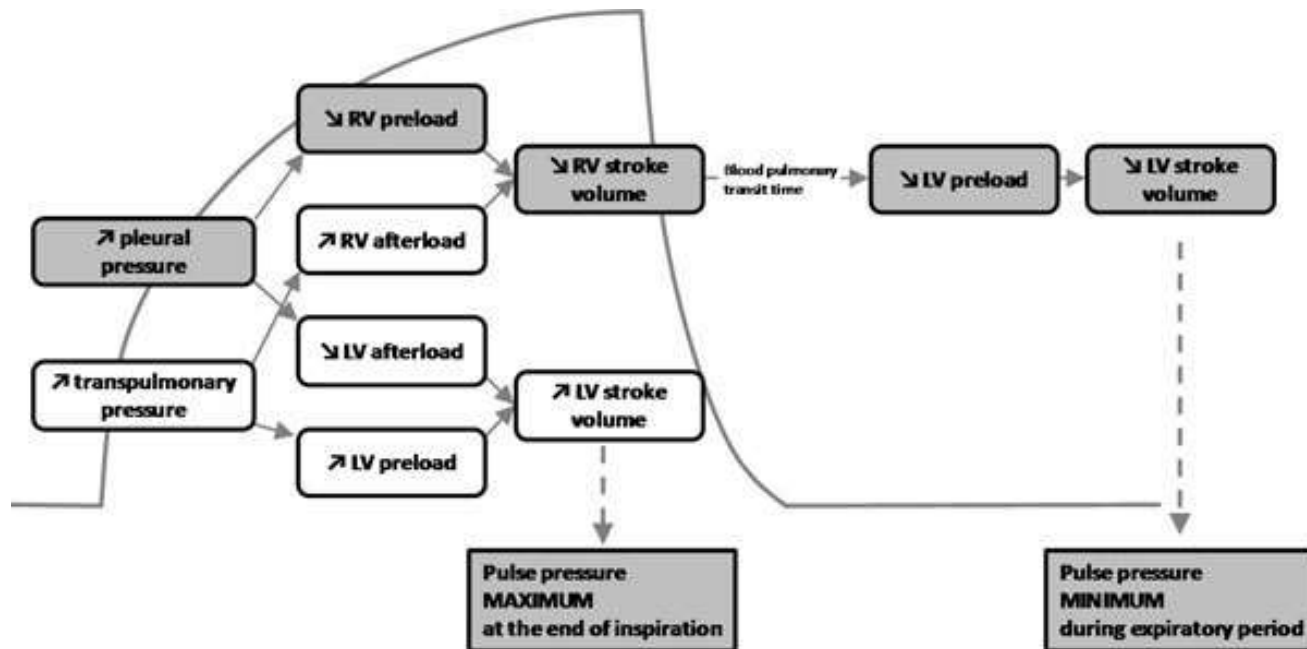 ↘ RV preload
↘ RV stroke
volume
Blood pulmonary
transit time
↘ LV preload
↘ LV stroke
volume
↗ pleural
pressure
↗ RV afterload
↘ LV afterload
↗ transpulmonary
pressure
↗ LV stroke
volume
↗ LV preload
Pulse pressure
MAXIMUM
at the end of inspiration
Pulse pressure
MINIMUM
during expiratory period